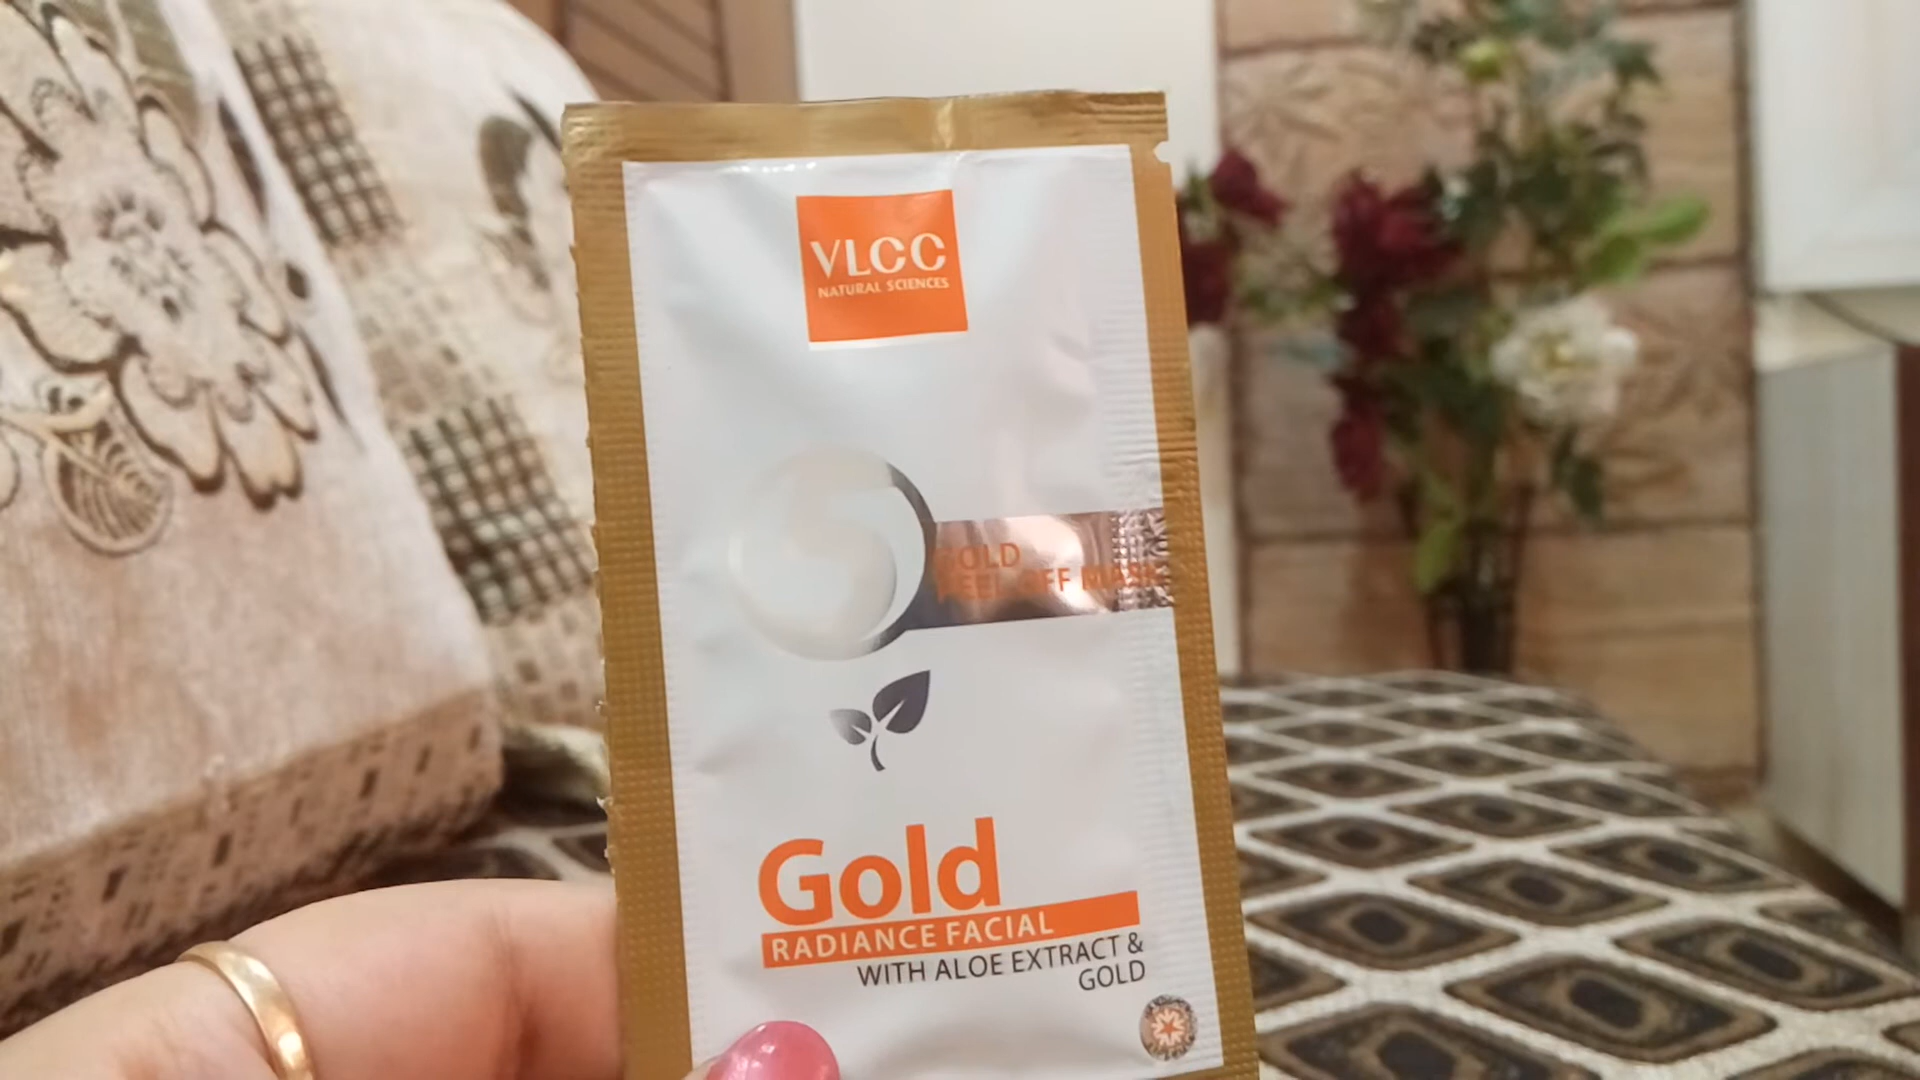 VLCC
NATURAL SCIENCES
GOLD
PEEL OFF MASK
Gold
RADIANCE FACIAL
WITH ALOE EXTRACT &
GOLD